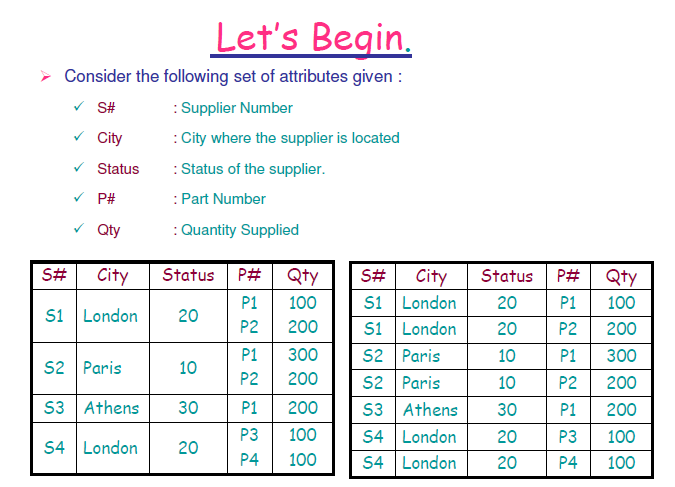 Let's Begin.
Consider the following set of attributes given :
S# : Supplier Number
City : City where the supplier is located
Status : Status of the supplier.
P# : Part Number
Qty : Quantity Supplied
S# City Status P# Qty
S1 London 20 P1 100
P2 200
S2 Paris 10 P1 300
P2 200
S3 Athens 30 P1 200
S4 London 20 P3 100
P4 100
S# City Status P# Qty
S1 London 20 P1 100
S1 London 20 P2 200
S2 Paris 10 P1 300
S2 Paris 10 P2 200
S3 Athens 30 P1 200
S4 London 20 P3 100
S4 London 20 P4 100